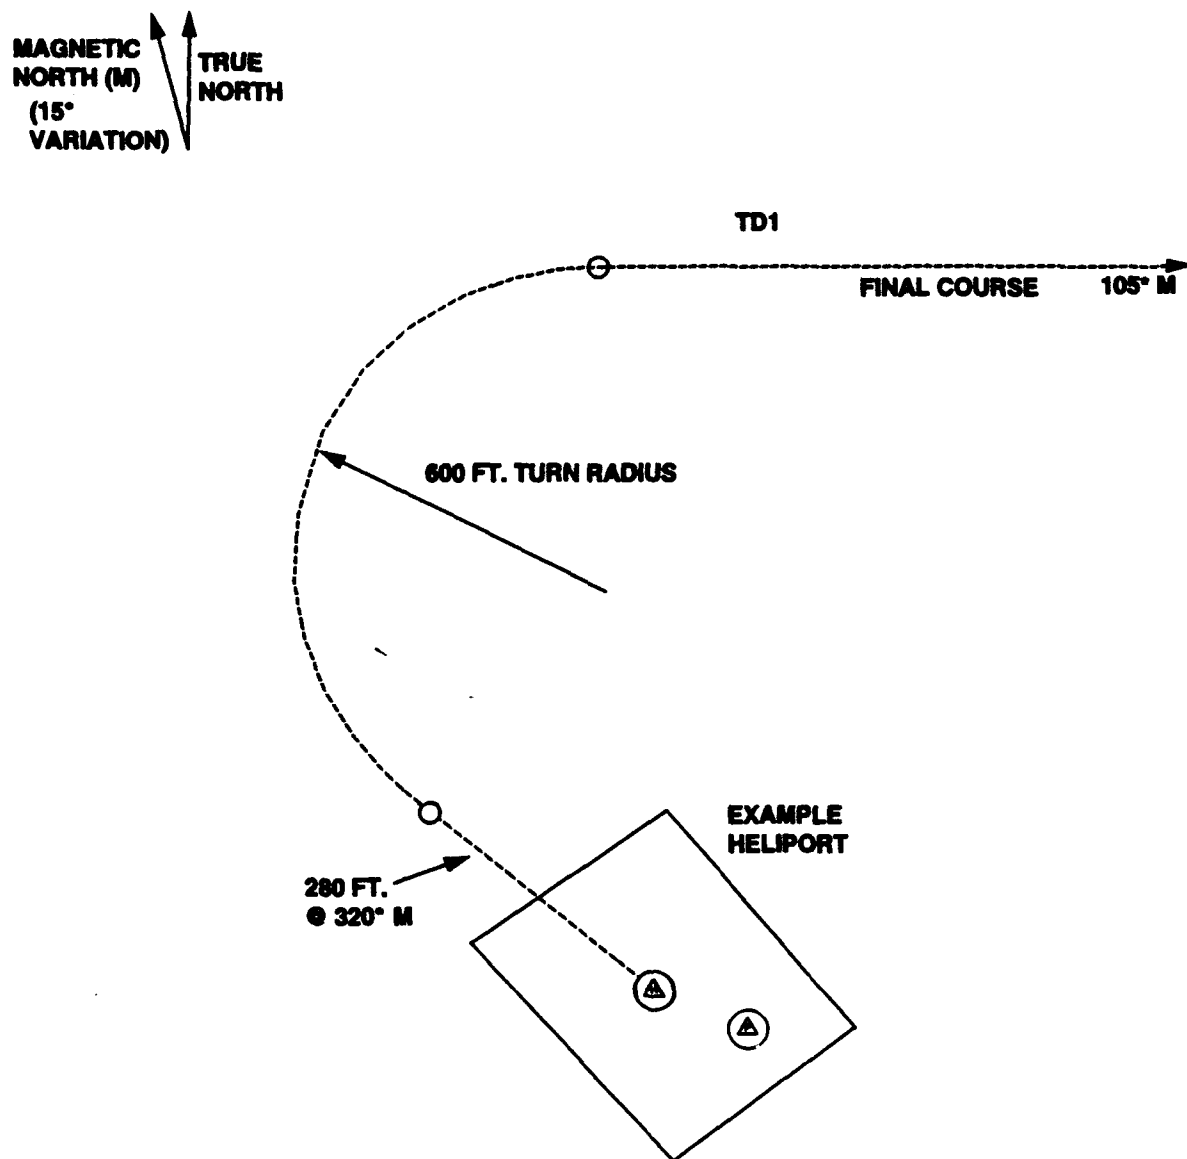 MAGNETIC
NORTH (M)
(15°
VARIATION)
TRUE
NORTH
TD1
FINAL COURSE 105° M
600 FT. TURN RADIUS
EXAMPLE
HELIPORT
280 FT.
@ 320° M